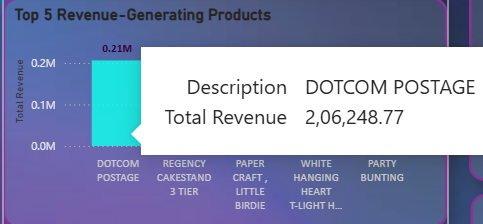 Top 5 Revenue-Generating Products
0.21M
Total Revenue
0.2M
0.1M
0.0M
Description DOTCOM POSTAGE
Total Revenue 2,06,248.77
DOTCOM
POSTAGE
REGENCY
CAKESTAND
3 TIER
PAPER
CRAFT ,
LITTLE
BIRDIE
WHITE
HANGING
HEART
T-LIGHT H...
PARTY
BUNTING